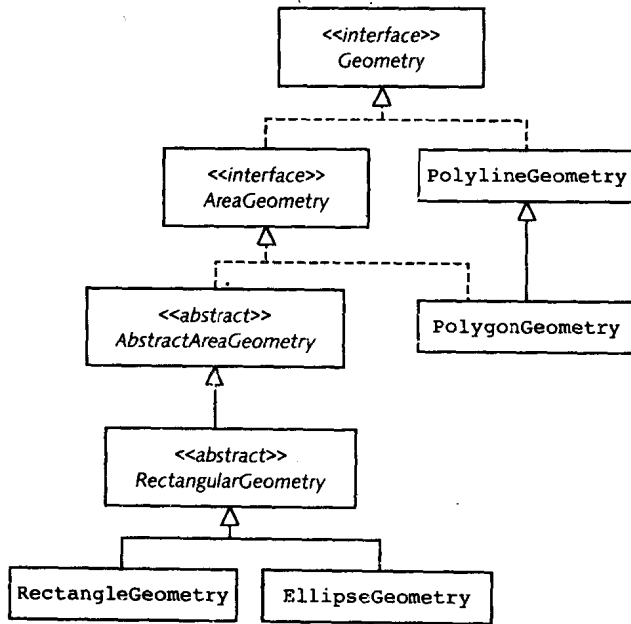 <<interface>>
Geometry
<<interface>>
AreaGeometry
PolylineGeometry
<<abstract>>
AbstractAreaGeometry
PolygonGeometry
<<abstract>>
RectangularGeometry
RectangleGeometry
EllipseGeometry